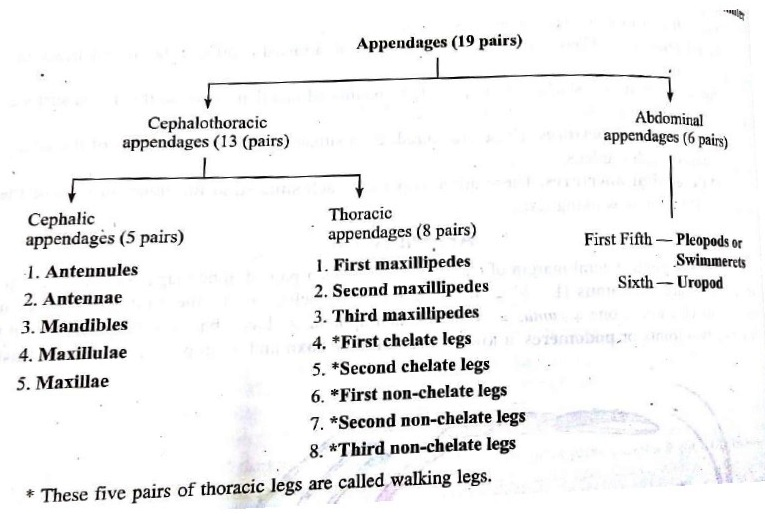 Appendages (19 pairs)
Cephalothoracic
appendages (13 (pairs)
Abdominal
appendages (6 pairs)
Cephalic
appendages (5 pairs)
1. Antennules
2. Antennae
3. Mandibles
4. Maxillulae
5. Maxillae
Thoracic
appendages (8 pairs)
1. First maxillipedes
2. Second maxillipedes
3. Third maxillipedes
4. *First chelate legs
5. *Second chelate legs
6. *First non-chelate legs
7. *Second non-chelate legs
8. *Third non-chelate legs
First Fifth — Pleopods or
Swimmerets
Sixth — Uropod
* These five pairs of thoracic legs are called walking legs.